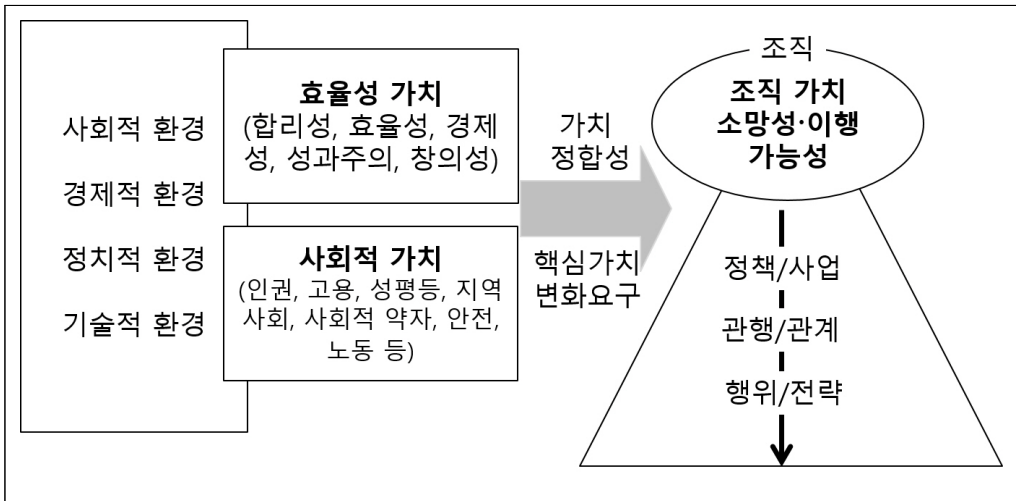 사회적 환경
경제적 환경
정치적 환경
기술적 환경
효율성 가치
(합리성, 효율성, 경제
성, 성과주의, 창의성)
사회적 가치
(인권, 고용, 성평등, 지역
사회, 사회적 약자, 안전,
노동 등)
가치
정합성
핵심가치
변화요구
조직
조직 가치
소망성·이행
가능성
정책/사업
관행/관계
행위/전략